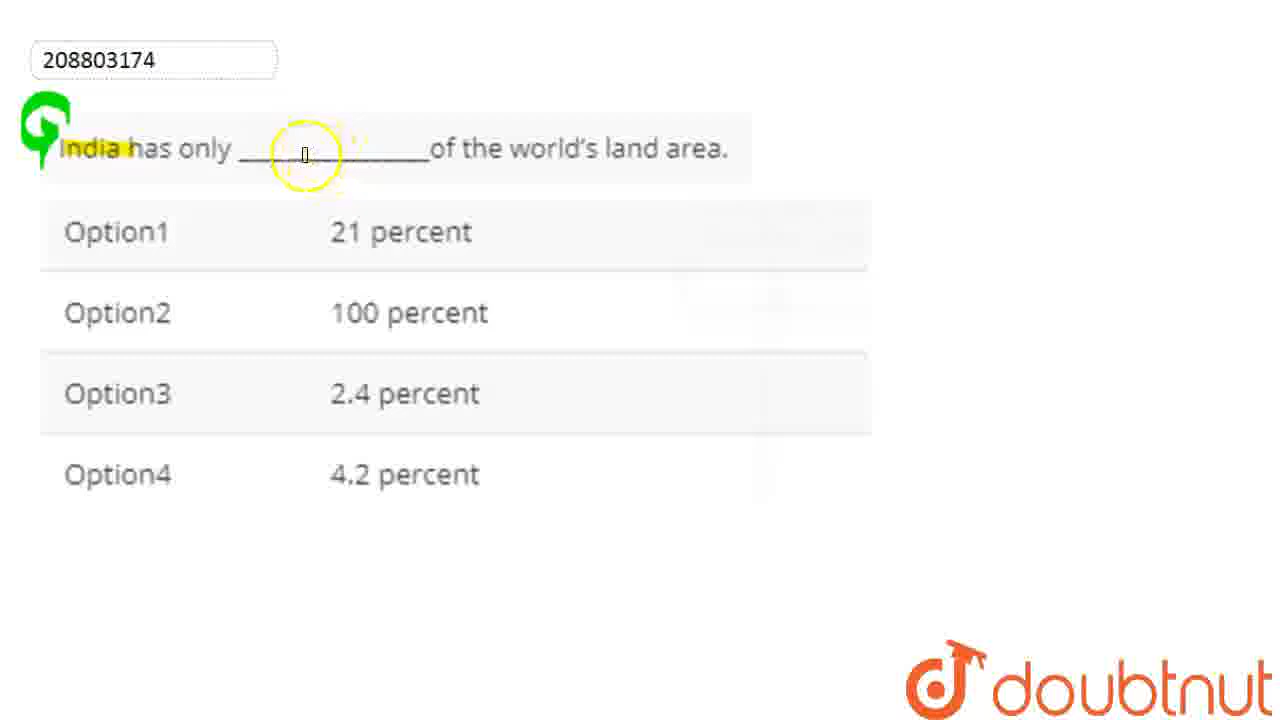 208803174
India has only ______________of the world's land area.
Option1 21 percent
Option2 100 percent
Option3 2.4 percent
Option4 4.2 percent
doubtnut